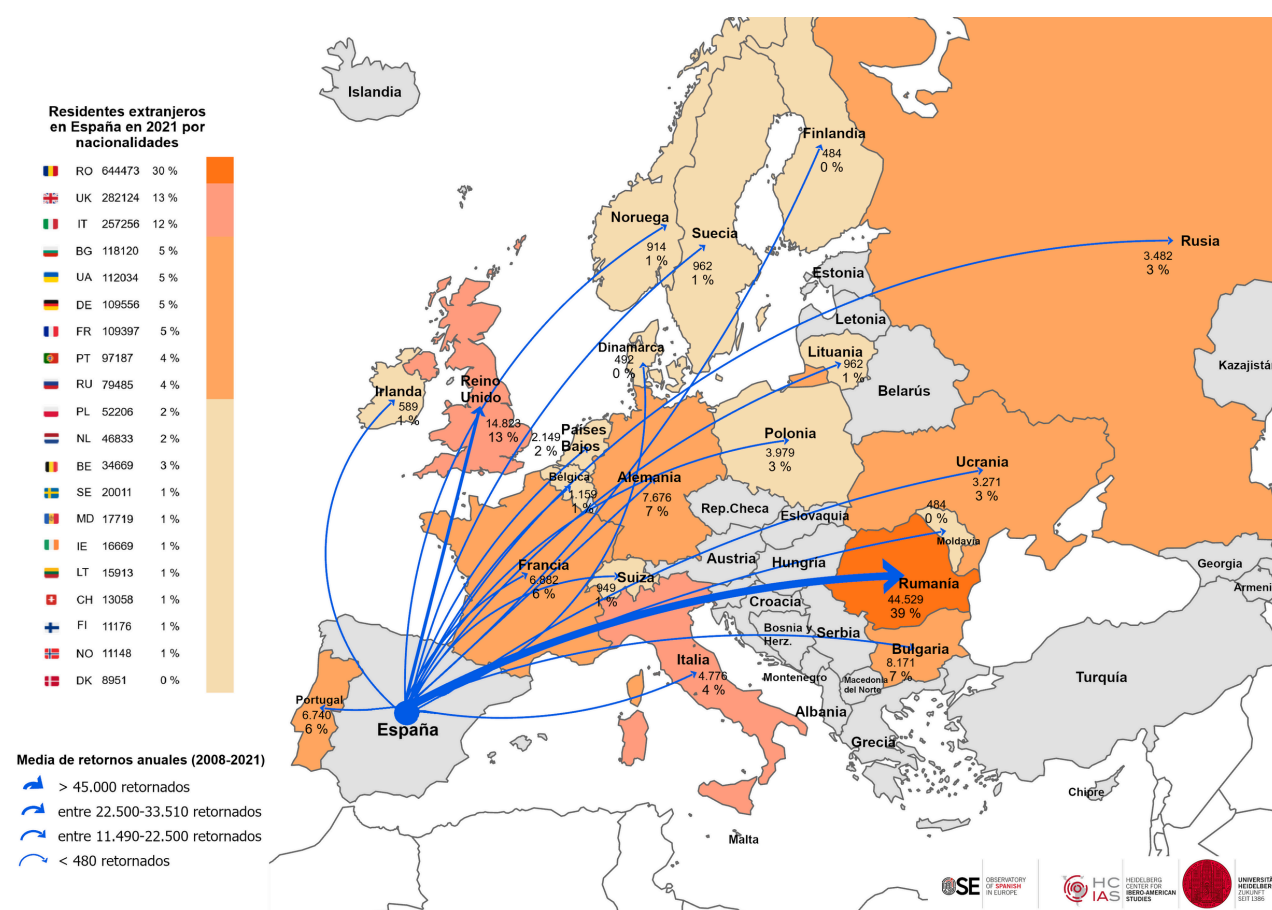 Residentes extranjeros
en España en 2021 por
nacionalidades
RO 644473 30 %
UK 282124 13 %
IT 257256 12 %
BG 118120 5 %
UA 112034 5 %
DE 109556 5 %
FR 109397 5 %
PT 97187 4 %
RU 79485 4 %
PL 52206 2 %
NL 46833 2 %
BE 34669 3 %
SE 20011 1 %
MD 17719 1 %
IE 16669 1 %
LT 15913 1 %
CH 13058 1 %
FI 11176 1 %
NO 11148 1 %
DK 8951 0 %
Media de retornos anuales (2008-2021)
> 45.000 retornados
entre 22.500-33.510 retornados
entre 11.490-22.500 retornados
< 480 retornados
Islandia
Finlandia
484
0 %
Noruega
914
1 %
Suecia
962
1 %
Rusia
3.482
3 %
Estonia
Letonia
Dinamarca
492
0 %
Lituania
962
1 %
Kazajistán
Belarús
Irlanda
589
1 %
Reino
Unido
14.823
13 %
Países
Bajos
2.149
2 %
Polonia
3.979
3 %
Ucrania
3.271
3 %
Bélgica
1.159
1 %
Alemania
7.676
7 %
Rep.Checa
Eslovaquia
484
0 %
Moldavia
Austria
Hungría
Francia
6.882
6 %
Suiza
949
1 %
Rumanía
44.529
39 %
Georgia
Armeni
Croacia
Bosnia y
Herz.
Serbia
Bulgaria
8.171
7 %
Italia
4.776
4 %
Montenegro
Macedonia
del Norte
Turquía
Portugal
6.740
6 %
España
Albania
Grecia
Chipre
Malta
OSE
OBSERVATORY
OF SPANISH
IN EUROPE
HC
IAS
HEIDELBERG
CENTER FOR
IBERO-AMERICAN
STUDIES
UNIVERSITÄ
HEIDELBER
ZUKUNFT
SEIT 1386